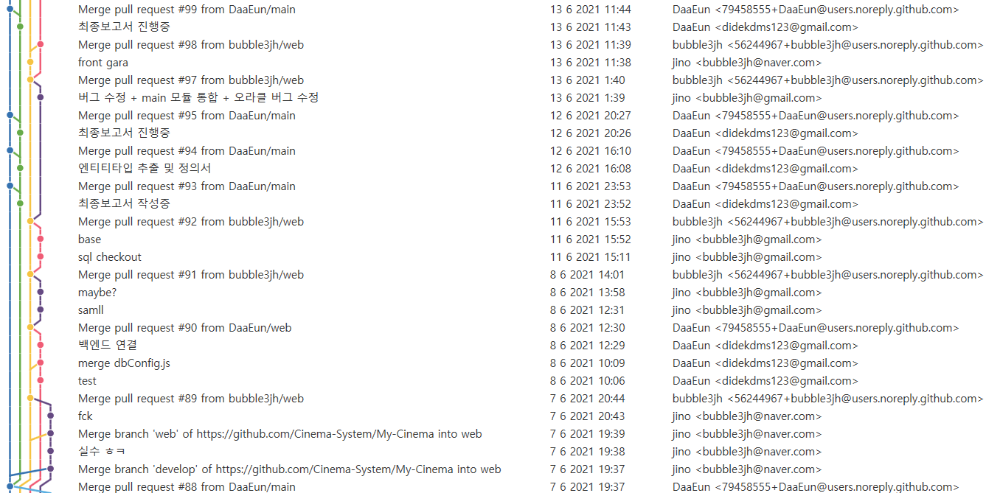 Merge pull request #99 from DaaEun/main 13 6 2021 11:44 DaaEun <79458555+DaaEun@users.noreply.github.com>
최종보고서 진행중 13 6 2021 11:43 DaaEun <didekdms123@gmail.com>
Merge pull request #98 from bubble3jh/web 13 6 2021 11:39 bubble3jh <56244967+bubble3jh@users.noreply.github.com>
front gara 13 6 2021 11:38 jino <bubble3jh@naver.com>
Merge pull request #97 from bubble3jh/web 13 6 2021 1:40 bubble3jh <56244967+bubble3jh@users.noreply.github.com>
버그 수정 + main 모듈 통합 + 오라클 버그 수정 13 6 2021 1:39 jino <bubble3jh@gmail.com>
Merge pull request #95 from DaaEun/main 12 6 2021 20:27 DaaEun <79458555+DaaEun@users.noreply.github.com>
최종보고서 진행중 12 6 2021 20:26 DaaEun <didekdms123@gmail.com>
Merge pull request #94 from DaaEun/main 12 6 2021 16:10 DaaEun <79458555+DaaEun@users.noreply.github.com>
엔티티타입 추출 및 정의서 12 6 2021 16:08 DaaEun <didekdms123@gmail.com>
Merge pull request #93 from DaaEun/main 11 6 2021 23:53 DaaEun <79458555+DaaEun@users.noreply.github.com>
최종보고서 작성중 11 6 2021 23:52 DaaEun <didekdms123@gmail.com>
Merge pull request #92 from bubble3jh/web 11 6 2021 15:53 bubble3jh <56244967+bubble3jh@users.noreply.github.com>
base 11 6 2021 15:52 jino <bubble3jh@gmail.com>
sql checkout 11 6 2021 15:11 jino <bubble3jh@gmail.com>
Merge pull request #91 from bubble3jh/web 8 6 2021 14:01 bubble3jh <56244967+bubble3jh@users.noreply.github.com>
maybe? 8 6 2021 13:58 jino <bubble3jh@gmail.com>
samll 8 6 2021 12:31 jino <bubble3jh@gmail.com>
Merge pull request #90 from DaaEun/web 8 6 2021 12:30 DaaEun <79458555+DaaEun@users.noreply.github.com>
백엔드 연결 8 6 2021 12:29 DaaEun <didekdms123@gmail.com>
merge dbConfig.js 8 6 2021 10:09 DaaEun <didekdms123@gmail.com>
test 8 6 2021 10:06 DaaEun <didekdms123@gmail.com>
Merge pull request #89 from bubble3jh/web 7 6 2021 20:44 bubble3jh <56244967+bubble3jh@users.noreply.github.com>
fck 7 6 2021 20:43 jino <bubble3jh@naver.com>
Merge branch 'web' of https://github.com/Cinema-System/My-Cinema into web 7 6 2021 19:39 jino <bubble3jh@naver.com>
실수 ㅎㅋ 7 6 2021 19:38 jino <bubble3jh@naver.com>
Merge branch 'develop' of https://github.com/Cinema-System/My-Cinema into web 7 6 2021 19:37 jino <bubble3jh@naver.com>
Merge pull request #88 from DaaEun/main 7 6 2021 19:37 DaaEun <79458555+DaaEun@users.noreply.github.com>